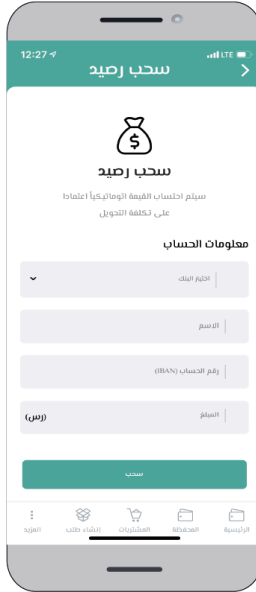 12:27
LTE
سحب رصيد
سحب رصيد
سيتم احتساب القيمة اتوماتيكياً اعتمادا
على تكلفة التحويل
معلومات الحساب
اختيار البنك
الاسم
رقم الحساب (IBAN)
المبلغ
(رس)
سحب
الرئيسية
المحفظة
المشتريات
إنشاء طلب
المزيد